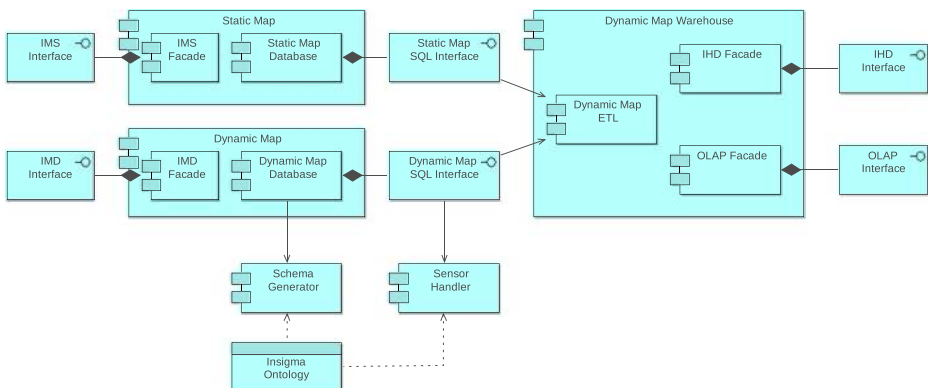 Static Map
IMS
Interface
IMS
Facade
Static Map
Database
Static Map
SQL Interface
Dynamic Map Warehouse
IHD Facade
IHD
Interface
Dynamic Map
ETL
Dynamic Map
IMD
Interface
IMD
Facade
Dynamic Map
Database
Dynamic Map
SQL Interface
OLAP Facade
OLAP
Interface
Schema
Generator
Sensor
Handler
Insigma
Ontology